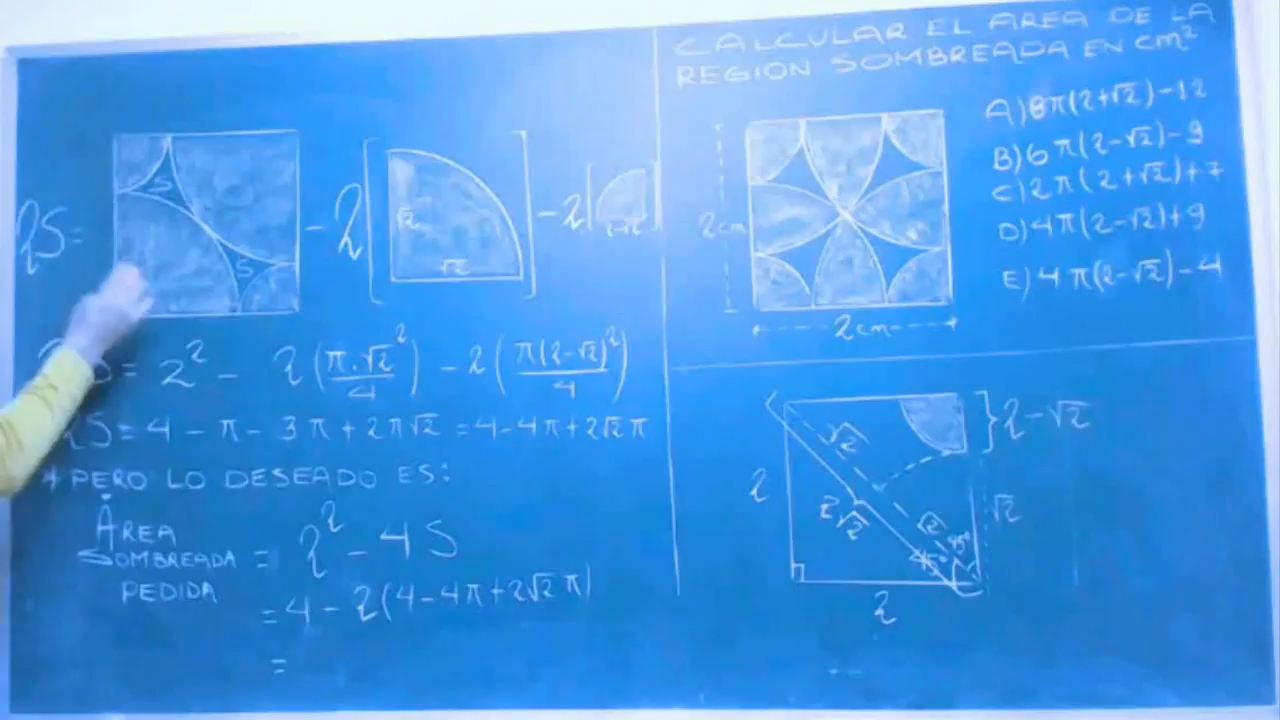 CALCULAR EL AREA DE LA
REGION SOMBREADA EN cm²
A) 8π(2+√2)-12
B) 6π(2-√2)-9
C) 2π(2+√2)+7
D) 4π(2-√2)+9
E) 4π(2-√2)-4
2cm
2cm
2S=
S
S
- 2[
√2
√2
] - 2[
2-√2
]
S = 2² - 2(π.√2²/4) - 2(π(2-√2)²/4)
2S = 4 - π - 3π + 2π√2 = 4-4π+2√2π
* PERO LO DESEADO ES:
ÁREA
SOMBREADA = 2² - 4S
PEDIDA
= 4 - 2(4-4π+2√2π)
=
√2
}2-√2
2
2√2
√2
√2
45°
45°
2